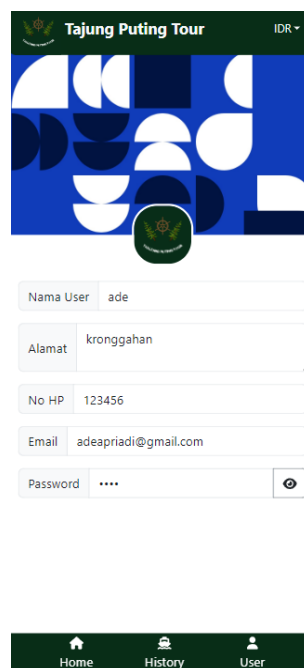 Tajung Puting Tour
IDR
Nama User ade
Alamat kronggahan
No HP 123456
Email adeapriadi@gmail.com
Password ••••
Home History User